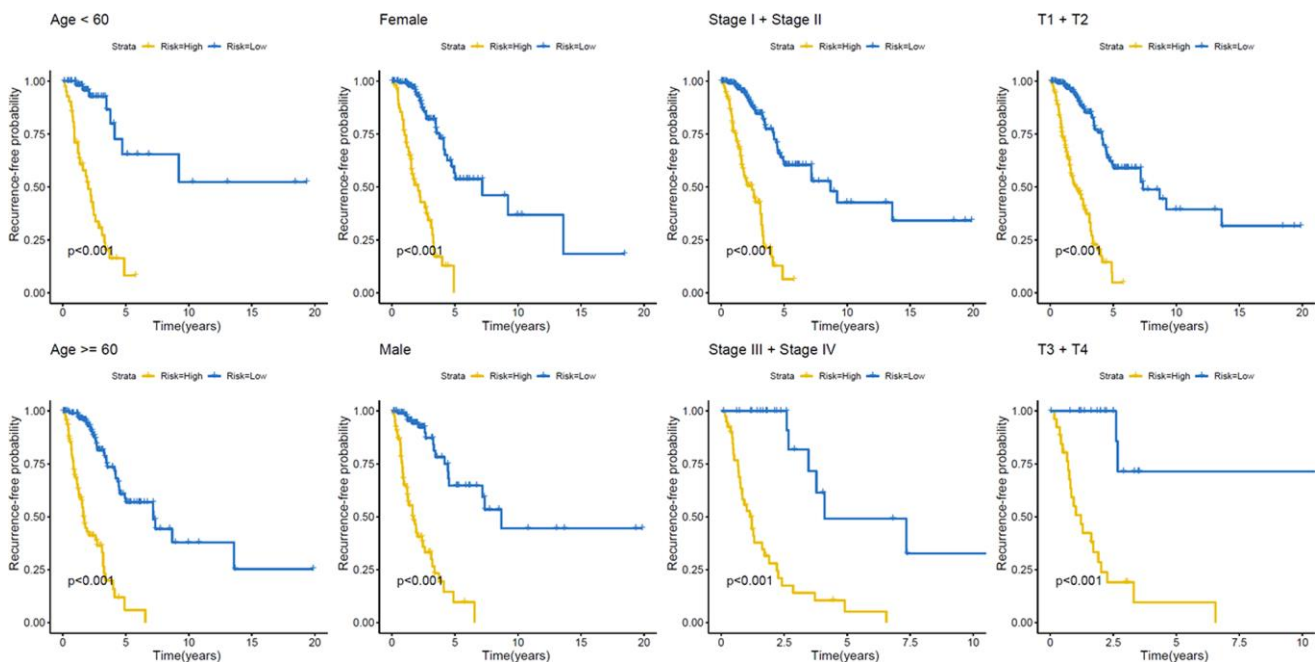 Age < 60
Strata Risk=High Risk=Low
Recurrence-free probability
1.00
0.75
0.50
0.25
0.00
p<0.001
0 5 10 15 20
Time(years)
Female
Strata Risk=High Risk=Low
Recurrence-free probability
1.00
0.75
0.50
0.25
0.00
p<0.001
0 5 10 15 20
Time(years)
Stage I + Stage II
Strata Risk=High Risk=Low
Recurrence-free probability
1.00
0.75
0.50
0.25
0.00
p<0.001
0 5 10 15 20
Time(years)
T1 + T2
Strata Risk=High Risk=Low
Recurrence-free probability
1.00
0.75
0.50
0.25
0.00
p<0.001
0 5 10 15 20
Time(years)
Age >= 60
Strata Risk=High Risk=Low
Recurrence-free probability
1.00
0.75
0.50
0.25
0.00
p<0.001
0 5 10 15 20
Time(years)
Male
Strata Risk=High Risk=Low
Recurrence-free probability
1.00
0.75
0.50
0.25
0.00
p<0.001
0 5 10 15 20
Time(years)
Stage III + Stage IV
Strata Risk=High Risk=Low
Recurrence-free probability
1.00
0.75
0.50
0.25
0.00
p<0.001
0 2.5 5 7.5 10
Time(years)
T3 + T4
Strata Risk=High Risk=Low
Recurrence-free probability
1.00
0.75
0.50
0.25
0.00
p<0.001
0 2.5 5 7.5 10
Time(years)